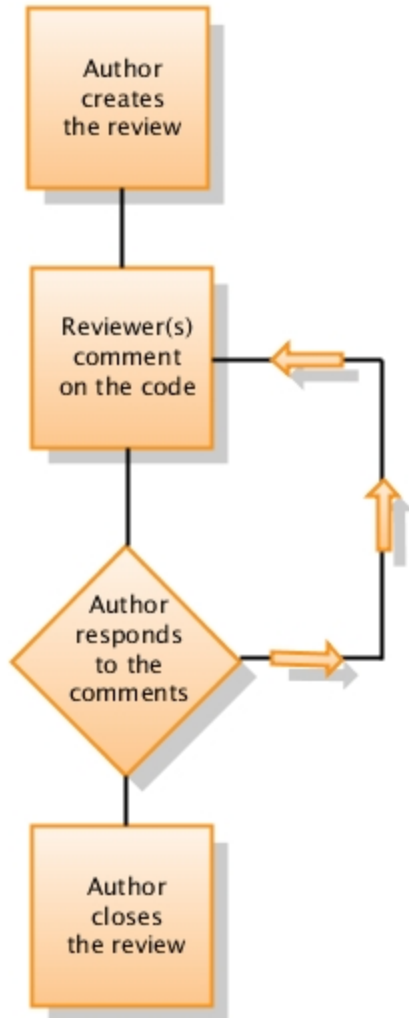 Author
creates
the review
Reviewer(s)
comment
on the code
Author
responds
to the
comments
Author
closes
the review